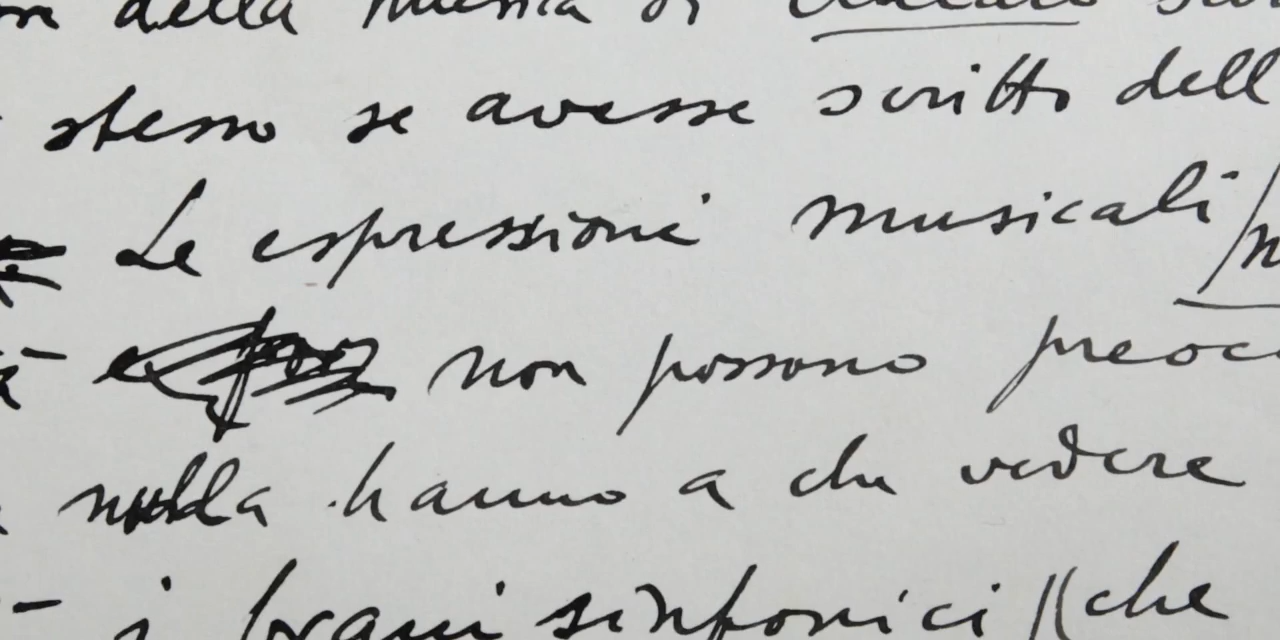 della musica di
stesso se avesse scritto dell
Le espressioni musicali
non possono preoc
nulla hanno a che vedere
i brani sinfonici che